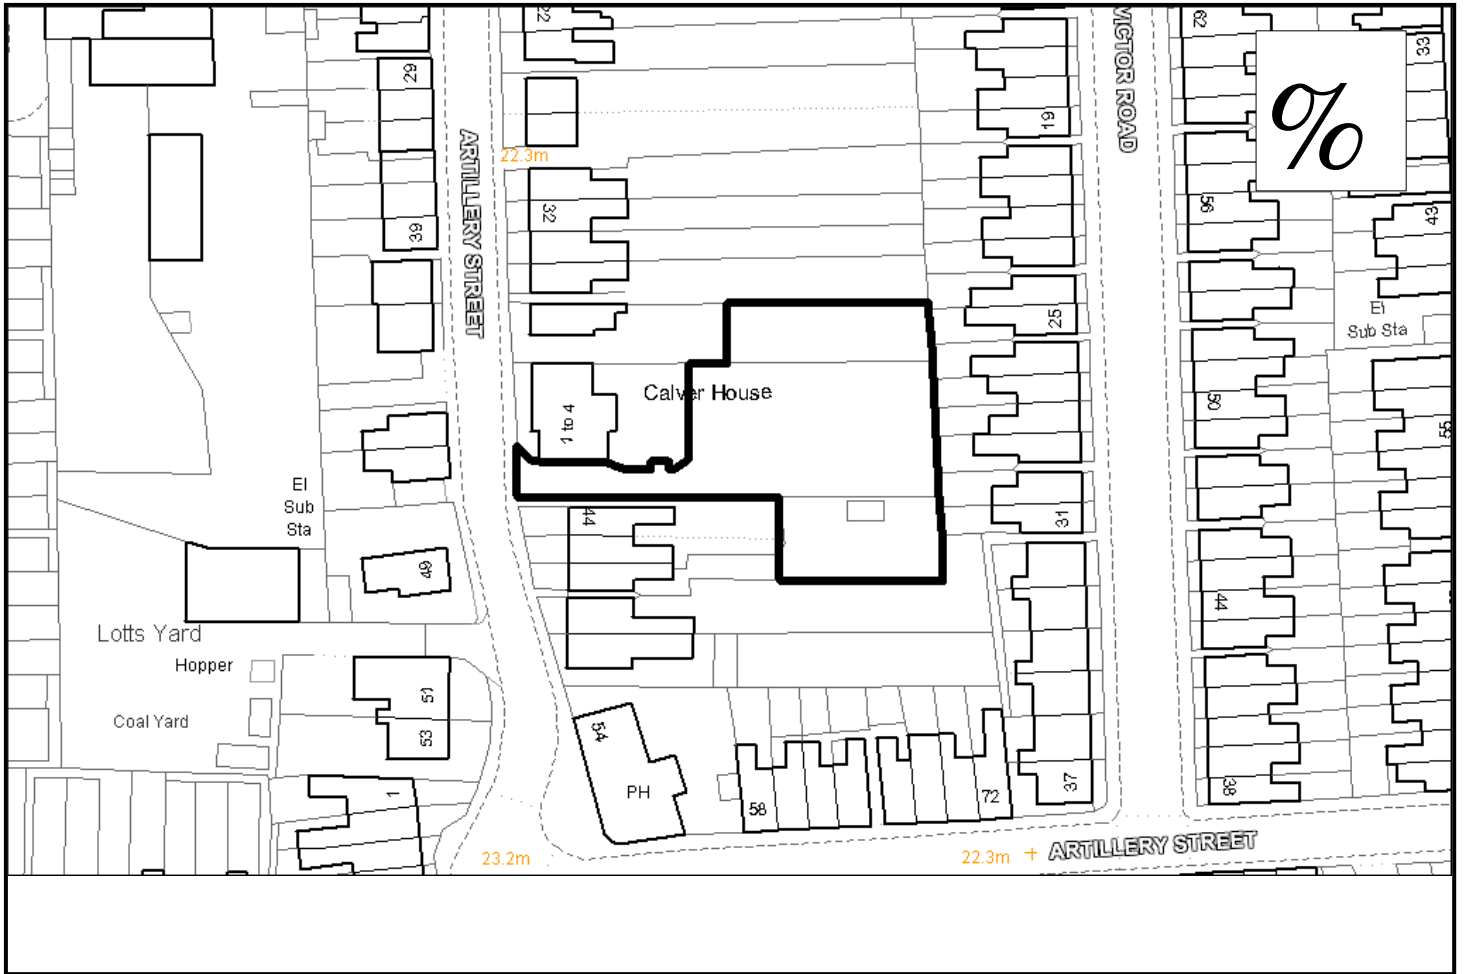 22
62
33
VICTOR ROAD
%
29
19
ARTILLERY STREET
22.3m
32
56
43
39
25
El
Sub Sta
Calver House
50
1 to 4
55
El
Sub
Sta
44
31
49
44
Lotts Yard
Hopper
51
Coal Yard
54
53
1
PH
58
72
37
38
23.2m
22.3m
ARTILLERY STREET